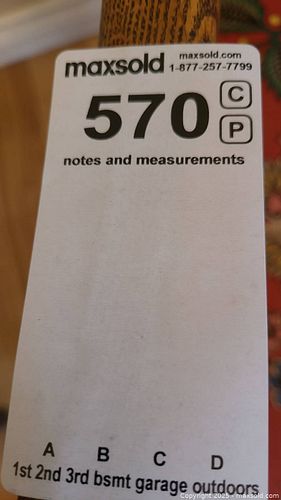 maxsold maxsold.com
1-877-257-7799
570 C
P
notes and measurements
A B C D
1st 2nd 3rd bsmt garage outdoors
Copyright 2025 - maxsold.com